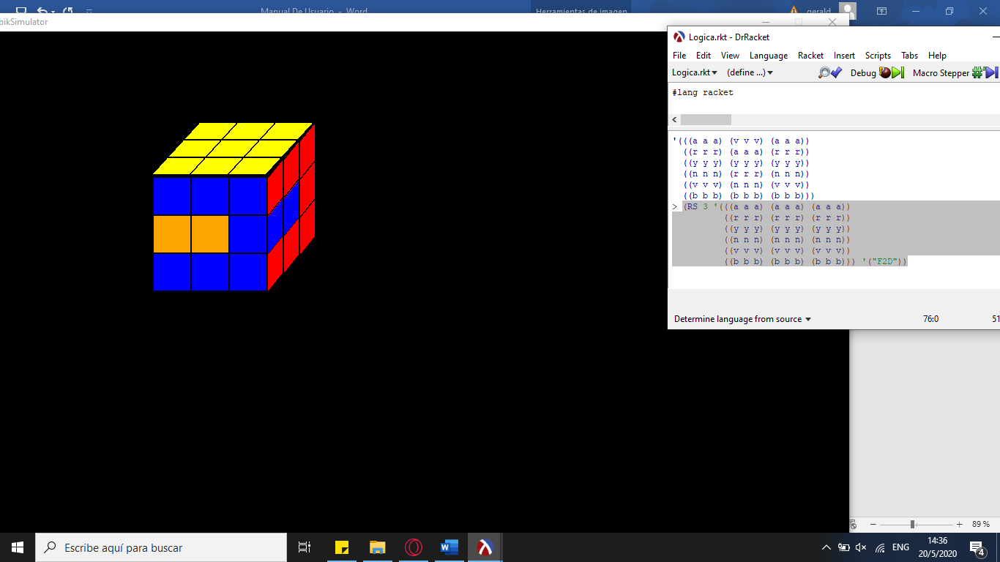 Manual De Usuario - Word
Herramientas de imagen
gerald
bikSimulator
Logica.rkt - DrRacket
File Edit View Language Racket Insert Scripts Tabs Help
Logica.rkt (define ...) Debug Macro Stepper
#lang racket
'(((a a a) (v v v) (a a a))
((r r r) (a a a) (r r r))
((y y y) (y y y) (y y y))
((n n n) (r r r) (n n n))
((v v v) (n n n) (v v v))
((b b b) (b b b) (b b b)))
> (RS 3 '(((a a a) (a a a) (a a a))
((r r r) (r r r) (r r r))
((y y y) (y y y) (y y y))
((n n n) (n n n) (n n n))
((v v v) (v v v) (v v v))
((b b b) (b b b) (b b b))) '("F2D"))
Determine language from source 76:0 51
89 %
Escribe aquí para buscar
ENG
14:36
20/5/2020
4